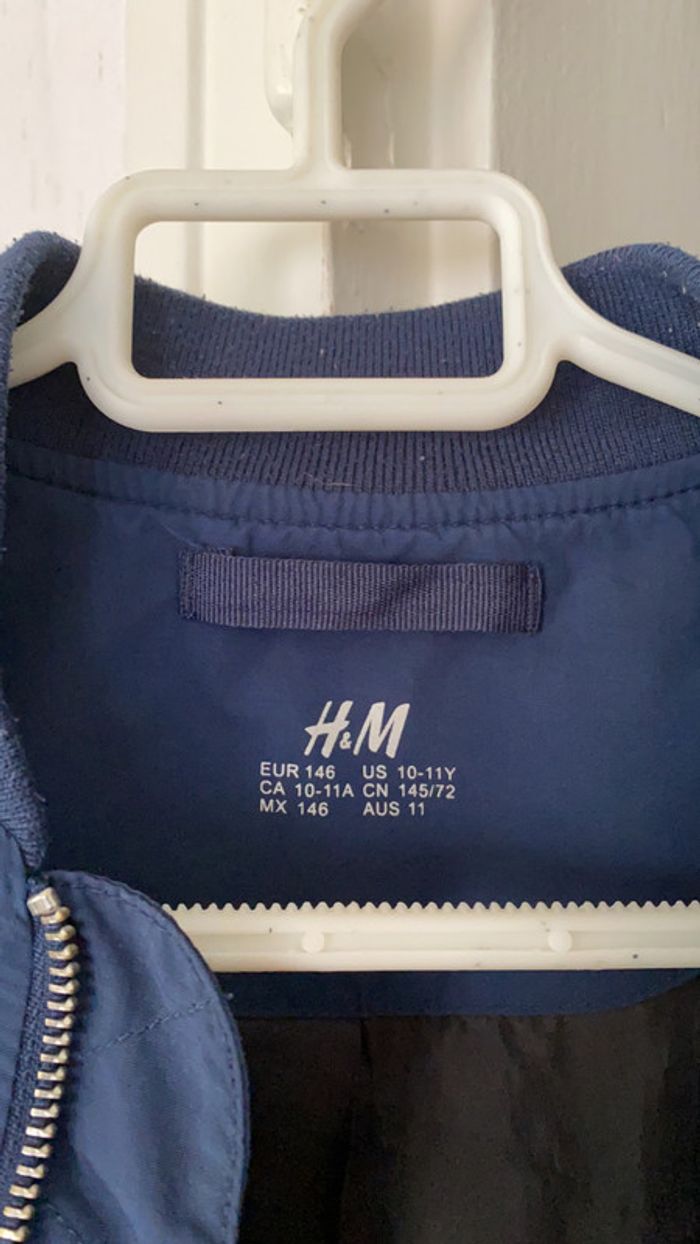 H&M
EUR 146 US 10-11Y
CA 10-11A CN 145/72
MX 146 AUS 11